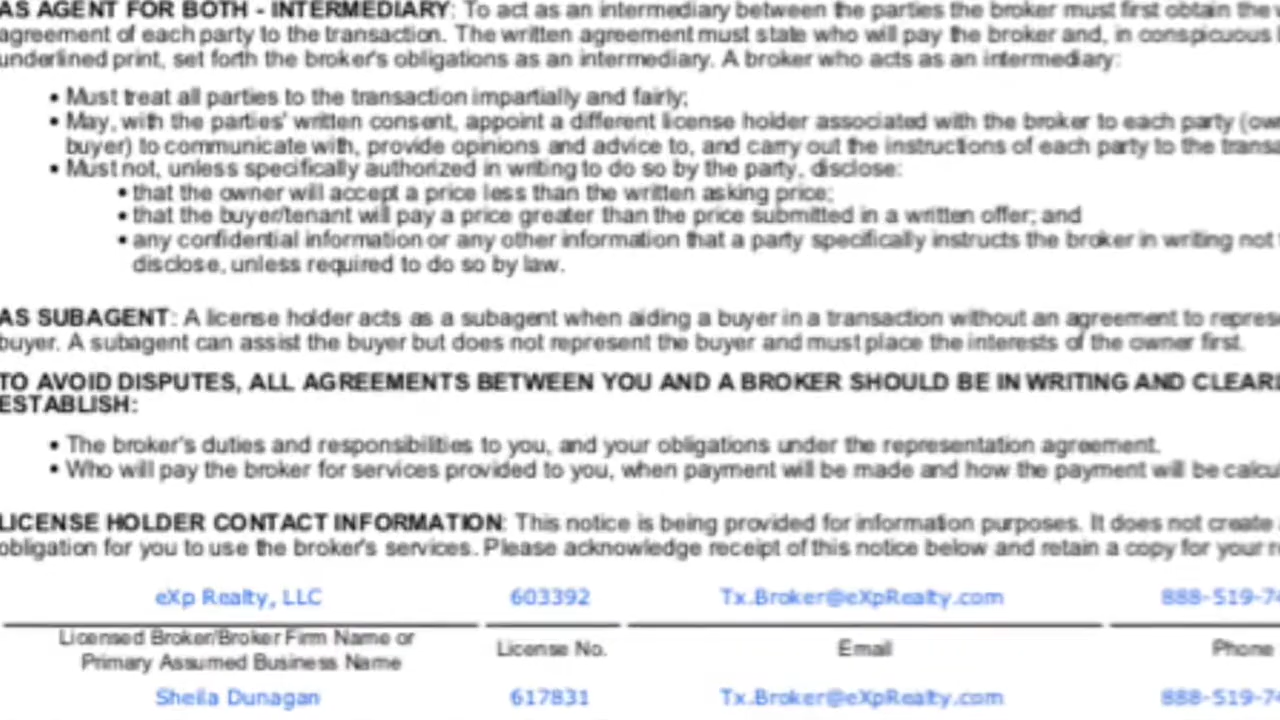 AS AGENT FOR BOTH - INTERMEDIARY: To act as an intermediary between the parties the broker must first obtain the
agreement of each party to the transaction. The written agreement must state who will pay the broker and, in conspicuous
underlined print, set forth the broker's obligations as an intermediary. A broker who acts as an intermediary:
• Must treat all parties to the transaction impartially and fairly;
• May, with the parties' written consent, appoint a different license holder associated with the broker to each party (ow
buyer) to communicate with, provide opinions and advice to, and carry out the instructions of each party to the transa
• Must not, unless specifically authorized in writing to do so by the party, disclose:
• that the owner will accept a price less than the written asking price;
• that the buyer/tenant will pay a price greater than the price submitted in a written offer; and
• any confidential information or any other information that a party specifically instructs the broker in writing not
disclose, unless required to do so by law.
AS SUBAGENT: A license holder acts as a subagent when aiding a buyer in a transaction without an agreement to repres
buyer. A subagent can assist the buyer but does not represent the buyer and must place the interests of the owner first.
TO AVOID DISPUTES, ALL AGREEMENTS BETWEEN YOU AND A BROKER SHOULD BE IN WRITING AND CLEAR
ESTABLISH:
• The broker's duties and responsibilities to you, and your obligations under the representation agreement.
• Who will pay the broker for services provided to you, when payment will be made and how the payment will be calcu
LICENSE HOLDER CONTACT INFORMATION: This notice is being provided for information purposes. It does not create
obligation for you to use the broker's services. Please acknowledge receipt of this notice below and retain a copy for your
eXp Realty, LLC 603392 Tx.Broker@eXpRealty.com 888-519-74
Licensed Broker/Broker Firm Name or License No. Email Phone
Primary Assumed Business Name
Sheila Dunagan 617831 Tx.Broker@eXpRealty.com 888-519-74